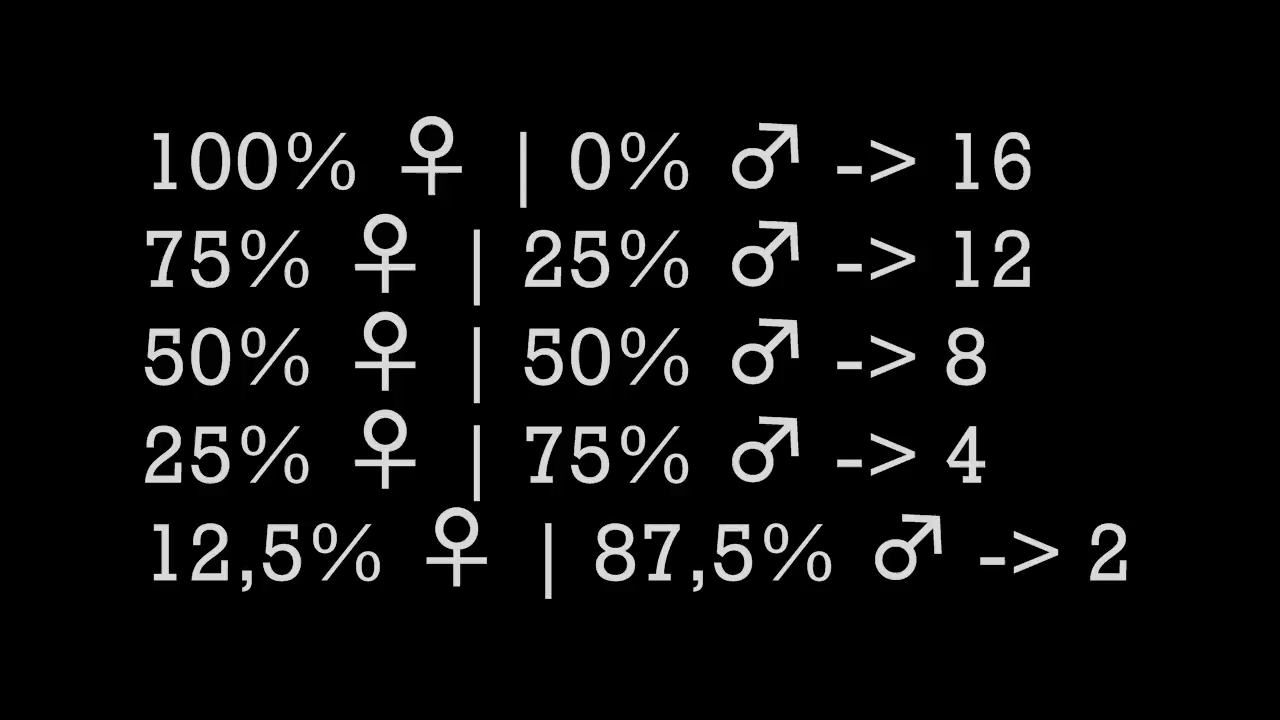 100% ♀ | 0% ♂ -> 16
75% ♀ | 25% ♂ -> 12
50% ♀ | 50% ♂ -> 8
25% ♀ | 75% ♂ -> 4
12,5% ♀ | 87,5% ♂ -> 2